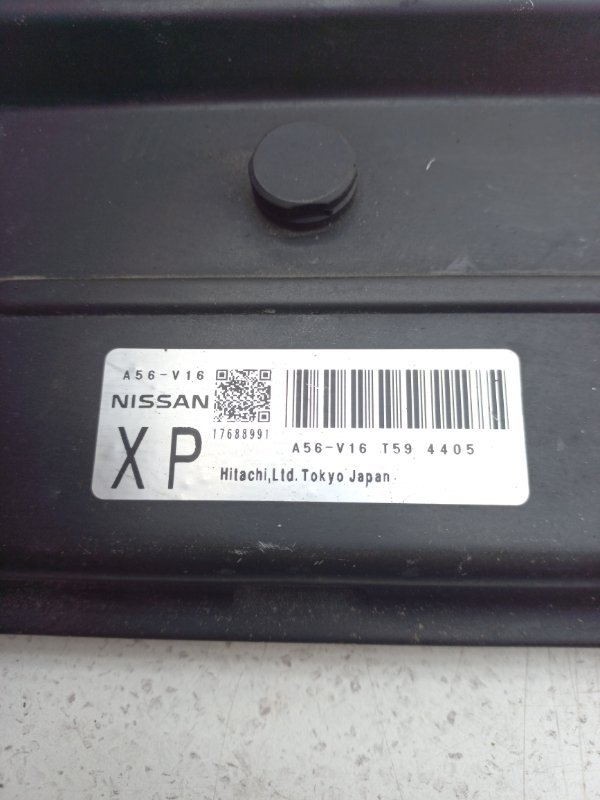 A56-V16
NISSAN
17688991
XP
A56-V16 T59 4405
Hitachi,Ltd. Tokyo Japan